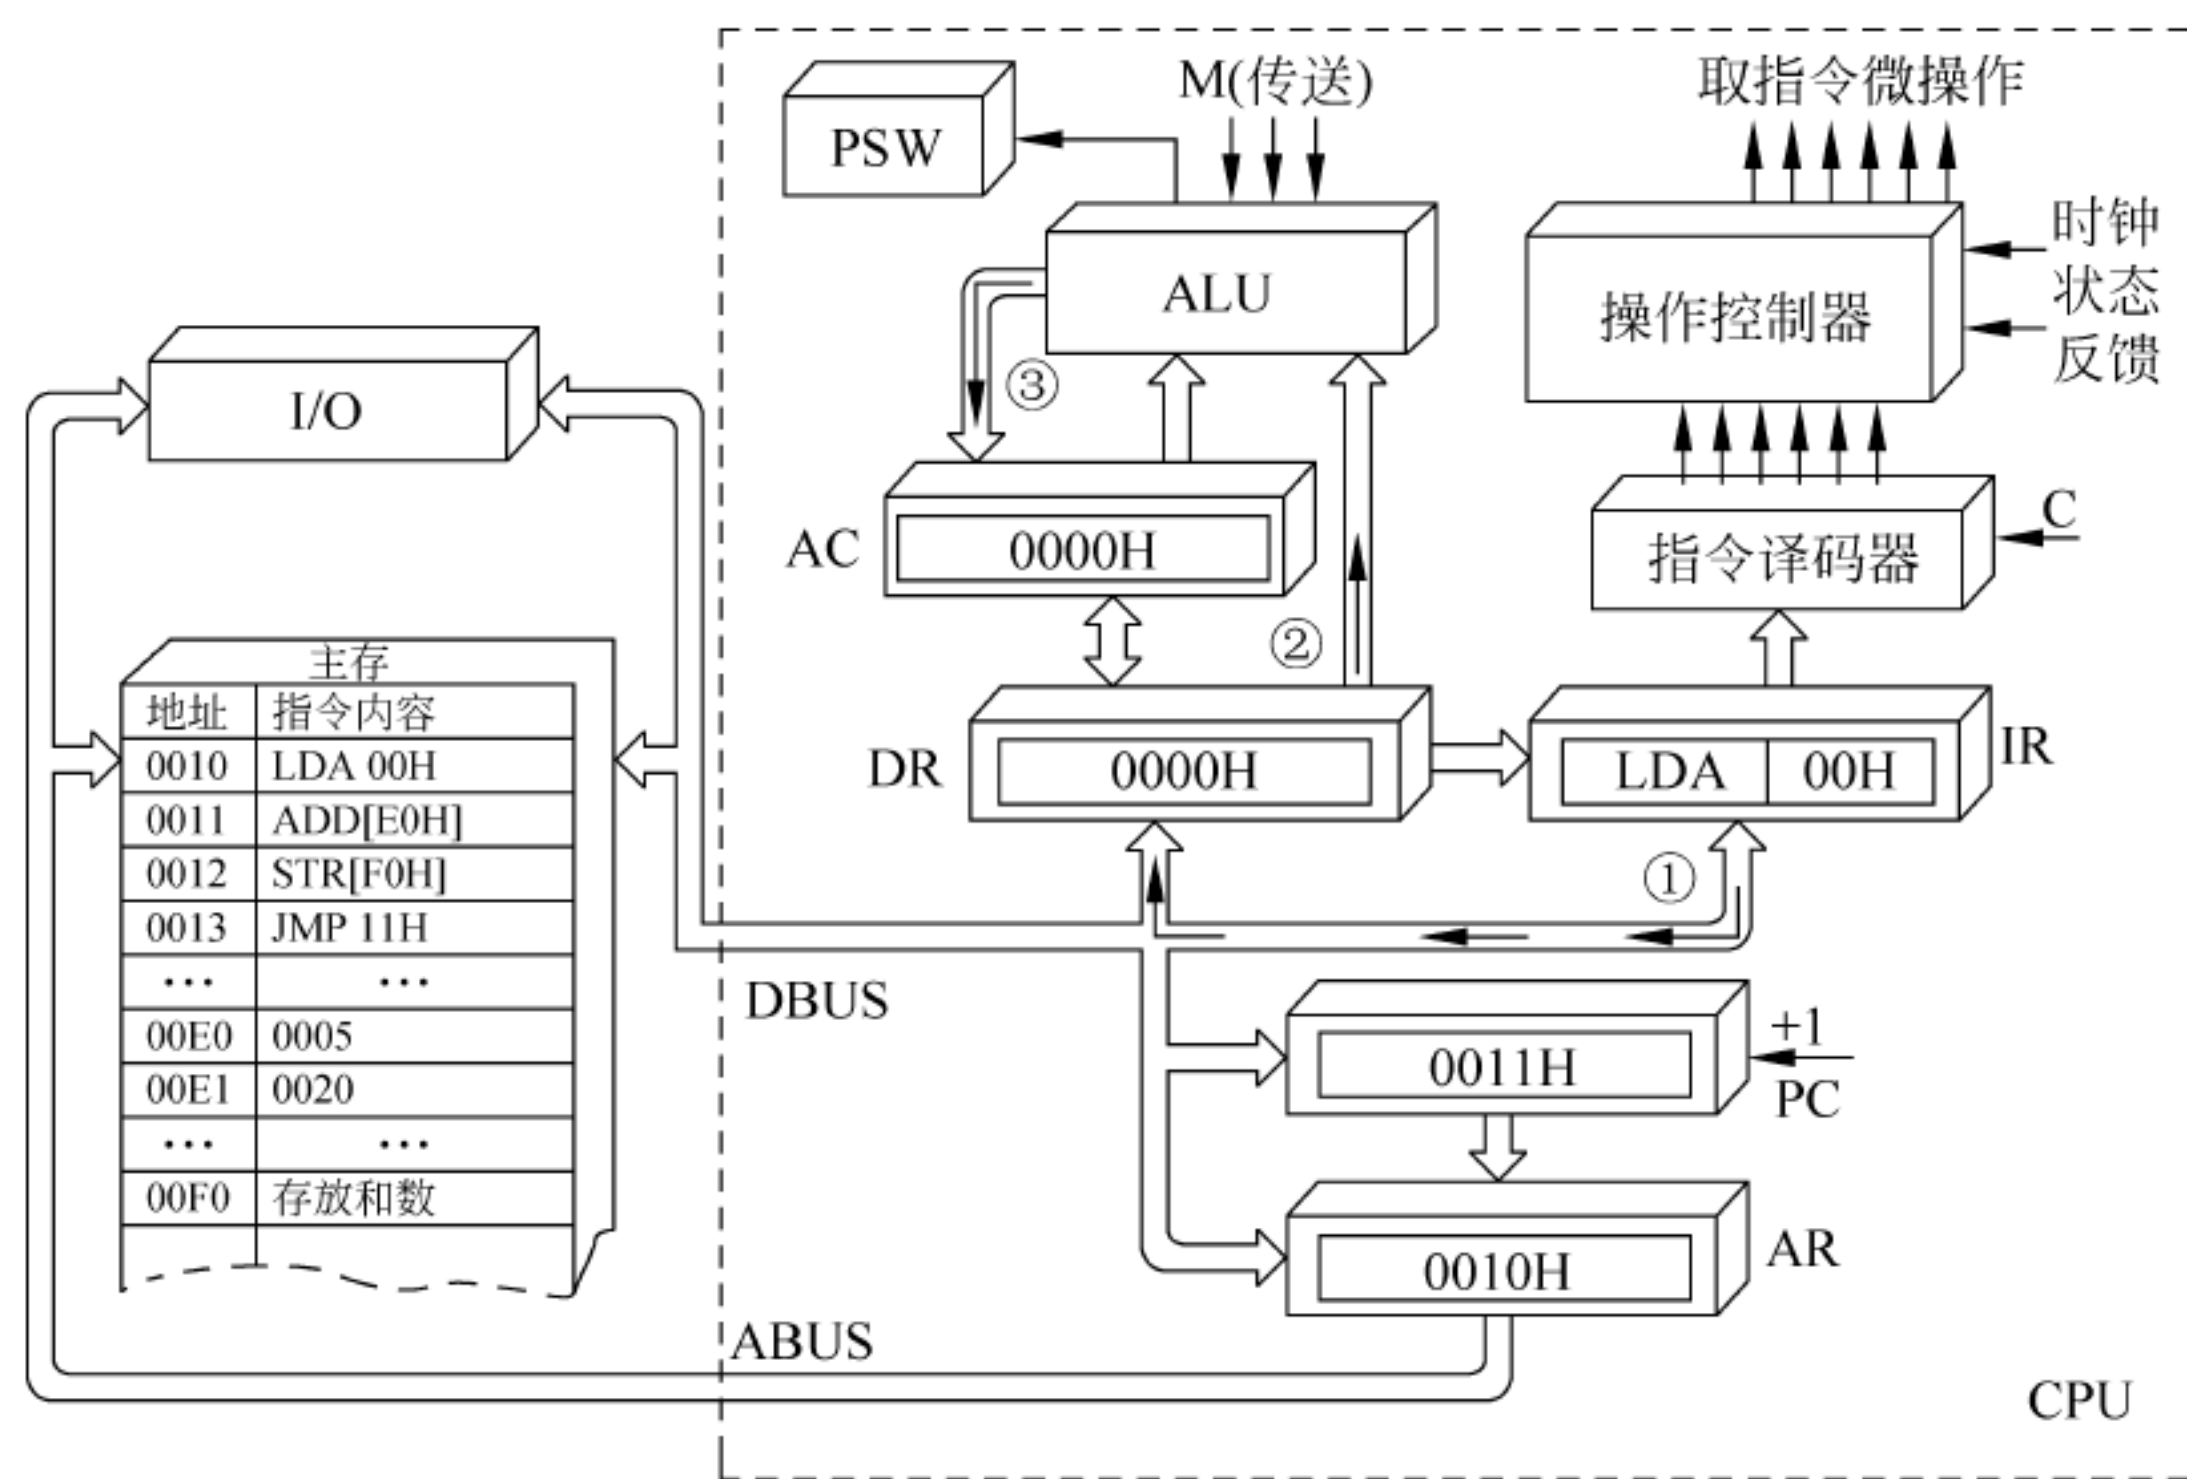 M(传送)
取指令微操作
PSW
时钟
状态
反馈
ALU
操作控制器
I/O
③
C
AC
0000H
指令译码器
②
主存
地址 指令内容
0010 LDA 00H
0011 ADD[E0H]
0012 STR[F0H]
0013 JMP 11H
… …
00E0 0005
00E1 0020
… …
00F0 存放和数
DR
0000H
LDA 00H
IR
①
DBUS
0011H
+1
PC
0010H
AR
ABUS
CPU